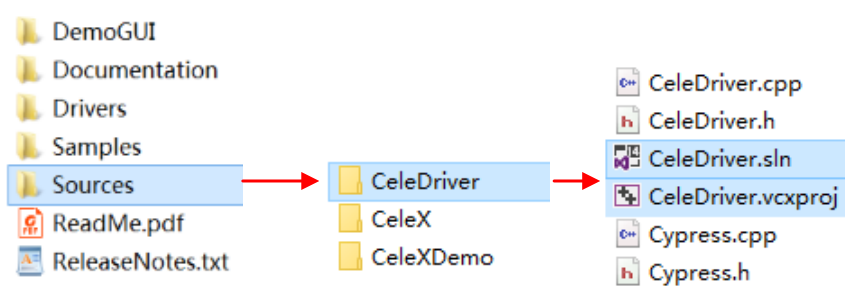 DemoGUI
Documentation
Drivers
Samples
Sources
ReadMe.pdf
ReleaseNotes.txt
CeleDriver
CeleX
CeleXDemo
CeleDriver.cpp
CeleDriver.h
CeleDriver.sln
CeleDriver.vcxproj
Cypress.cpp
Cypress.h